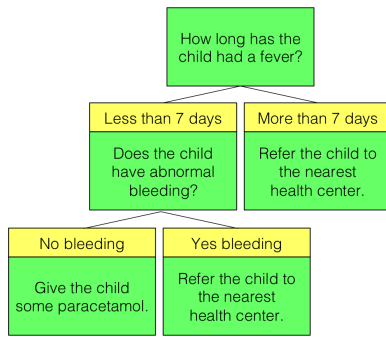 How long has the
child had a fever?
Less than 7 days
Does the child
have abnormal
bleeding?
More than 7 days
Refer the child to
the nearest
health center.
No bleeding
Give the child
some paracetamol.
Yes bleeding
Refer the child to
the nearest
health center.